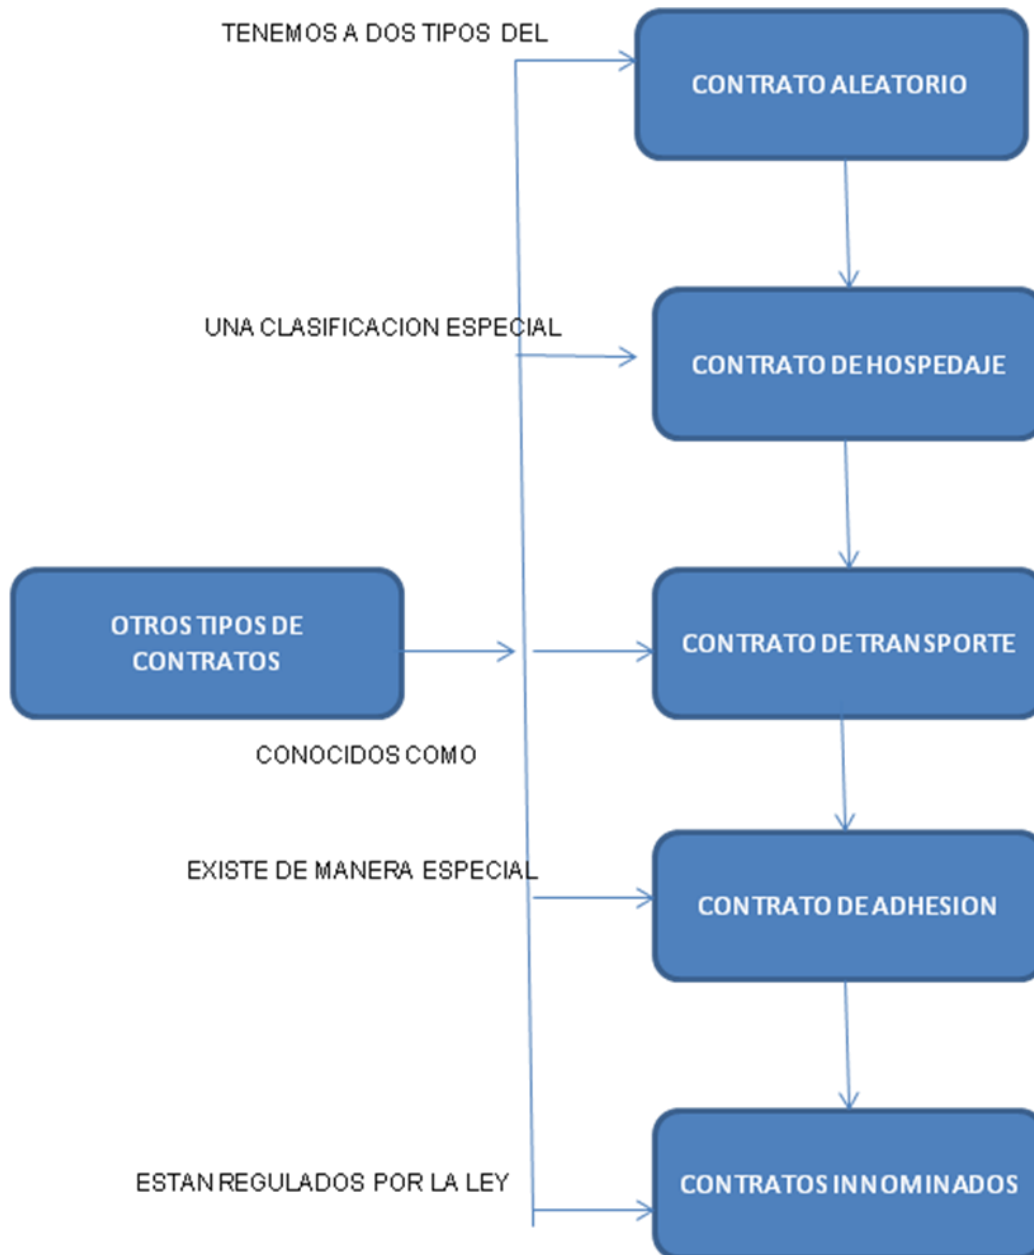 TENEMOS A DOS TIPOS DEL
CONTRATO ALEATORIO
UNA CLASIFICACION ESPECIAL
CONTRATO DE HOSPEDAJE
OTROS TIPOS DE
CONTRATOS
CONTRATO DE TRANSPORTE
CONOCIDOS COMO
EXISTE DE MANERA ESPECIAL
CONTRATO DE ADHESION
ESTAN REGULADOS POR LA LEY
CONTRATOS INNOMINADOS